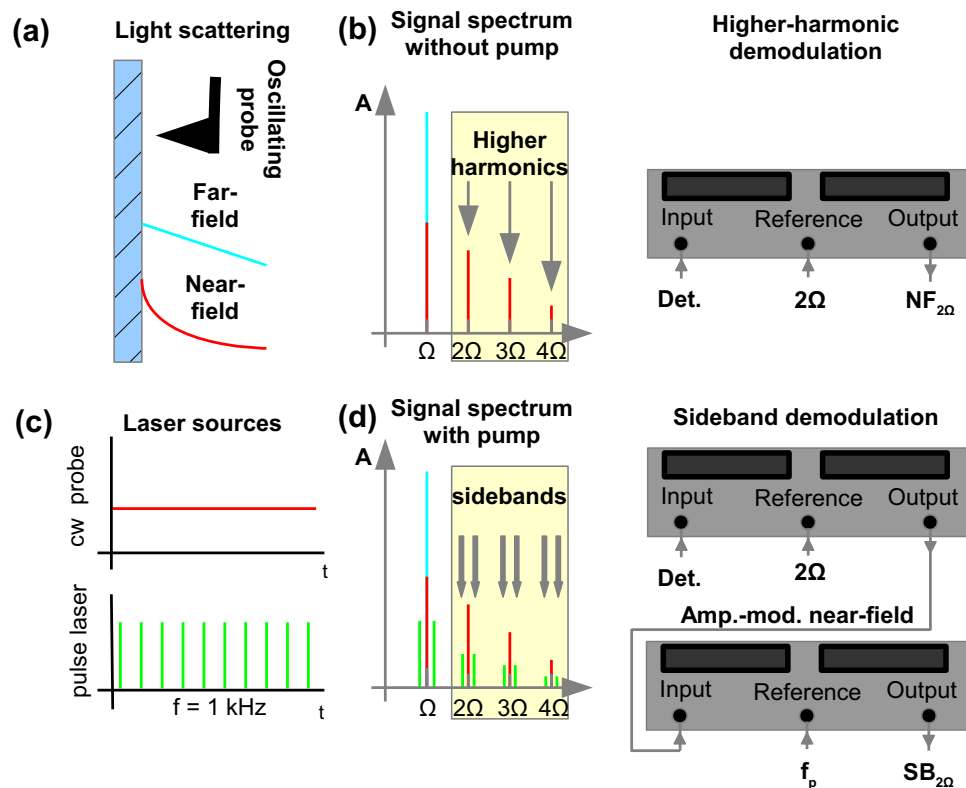 (a)
Light scattering
Oscillating
probe
Far-
field
Near-
field
(b)
Signal spectrum
without pump
A
Higher
harmonics
Ω
2Ω
3Ω
4Ω
Higher-harmonic
demodulation
Input
Reference
Output
Det.
2Ω
NF2Ω
(c)
Laser sources
cw probe
t
pulse laser
f = 1 kHz
t
(d)
Signal spectrum
with pump
A
sidebands
Ω
2Ω
3Ω
4Ω
Sideband demodulation
Input
Reference
Output
Det.
2Ω
Amp.-mod. near-field
Input
Reference
Output
fp
SB2Ω